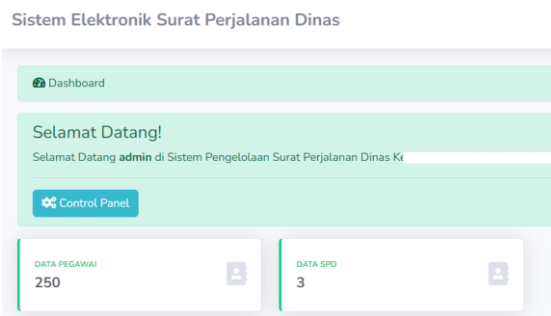 Sistem Elektronik Surat Perjalanan Dinas
Dashboard
Selamat Datang!
Selamat Datang admin di Sistem Pengelolaan Surat Perjalanan Dinas
Control Panel
DATA PEGAWAI
250
DATA SPD
3